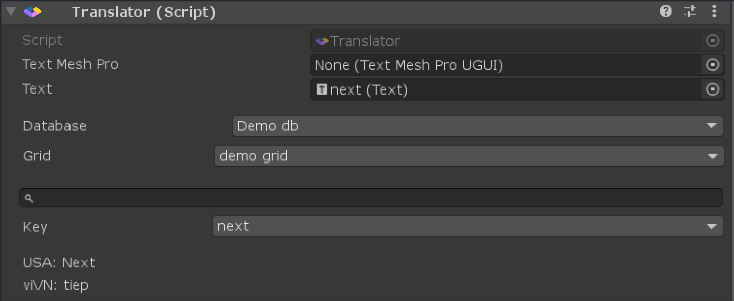 Translator (Script)
Script Translator
Text Mesh Pro None (Text Mesh Pro UGUI)
Text next (Text)
Database Demo db
Grid demo grid
Key next
USA: Next
viVN: tiep